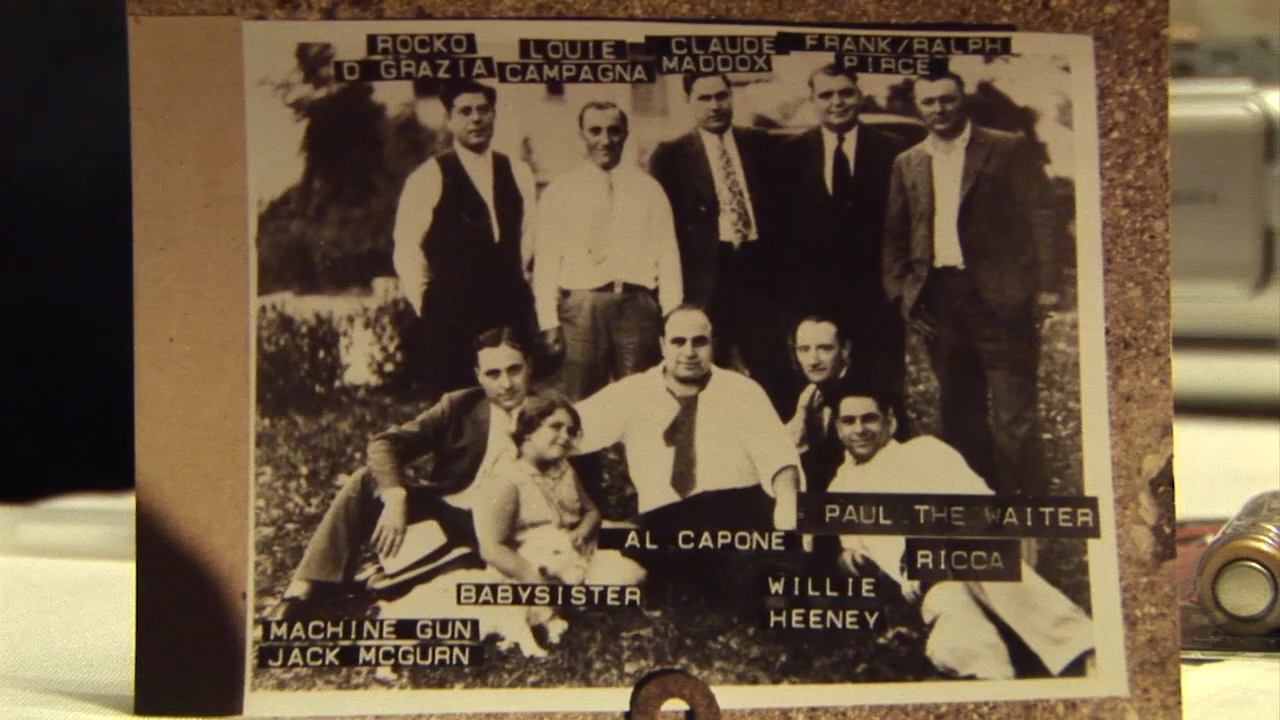 ROCKO
D GRAZIA
LOUIE
CAMPAGNA
CLAUDE
MADDOX
FRANK/RALPH
PIRCE
PAUL THE WAITER
RICCA
AL CAPONE
WILLIE
HEENEY
BABYSISTER
MACHINE GUN
JACK MCGURN